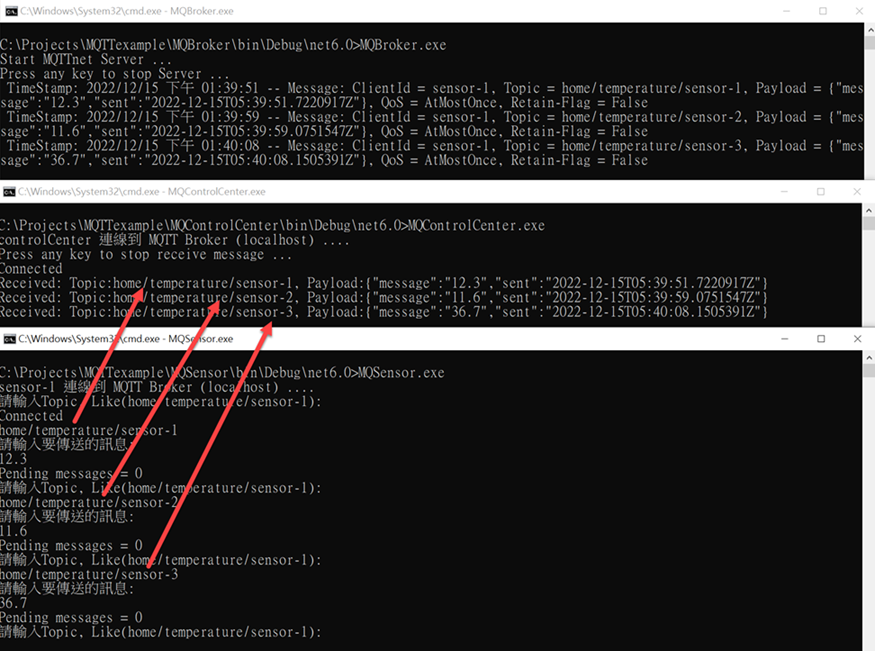 C:\Windows\System32\cmd.exe - MQBroker.exe
C:\Projects\MQTTexample\MQBroker\bin\Debug\net6.0>MQBroker.exe
Start MQTTnet Server ...
Press any key to stop Server ...
TimeStamp: 2022/12/15 下午 01:39:51 -- Message: ClientId = sensor-1, Topic = home/temperature/sensor-1, Payload = {"mes
sage":"12.3","sent":"2022-12-15T05:39:51.7220917Z"}, QoS = AtMostOnce, Retain-Flag = False
TimeStamp: 2022/12/15 下午 01:39:59 -- Message: ClientId = sensor-1, Topic = home/temperature/sensor-2, Payload = {"mes
sage":"11.6","sent":"2022-12-15T05:39:59.0751547Z"}, QoS = AtMostOnce, Retain-Flag = False
TimeStamp: 2022/12/15 下午 01:40:08 -- Message: ClientId = sensor-1, Topic = home/temperature/sensor-3, Payload = {"mes
sage":"36.7","sent":"2022-12-15T05:40:08.1505391Z"}, QoS = AtMostOnce, Retain-Flag = False
C:\Windows\System32\cmd.exe - MQControlCenter.exe
C:\Projects\MQTTexample\MQControlCenter\bin\Debug\net6.0>MQControlCenter.exe
controlCenter 連線到 MQTT Broker (localhost) ....
Press any key to stop receive message ...
Connected
Received: Topic:home/temperature/sensor-1, Payload:{"message":"12.3","sent":"2022-12-15T05:39:51.7220917Z"}
Received: Topic:home/temperature/sensor-2, Payload:{"message":"11.6","sent":"2022-12-15T05:39:59.0751547Z"}
Received: Topic:home/temperature/sensor-3, Payload:{"message":"36.7","sent":"2022-12-15T05:40:08.1505391Z"}
C:\Windows\System32\cmd.exe - MQSensor.exe
C:\Projects\MQTTexample\MQSensor\bin\Debug\net6.0>MQSensor.exe
sensor-1 連線到 MQTT Broker (localhost) ....
請輸入Topic, Like(home/temperature/sensor-1):
Connected
home/temperature/sensor-1
請輸入要傳送的訊息:
12.3
Pending messages = 0
請輸入Topic, Like(home/temperature/sensor-1):
home/temperature/sensor-2
請輸入要傳送的訊息:
11.6
Pending messages = 0
請輸入Topic, Like(home/temperature/sensor-1):
home/temperature/sensor-3
請輸入要傳送的訊息:
36.7
Pending messages = 0
請輸入Topic, Like(home/temperature/sensor-1):